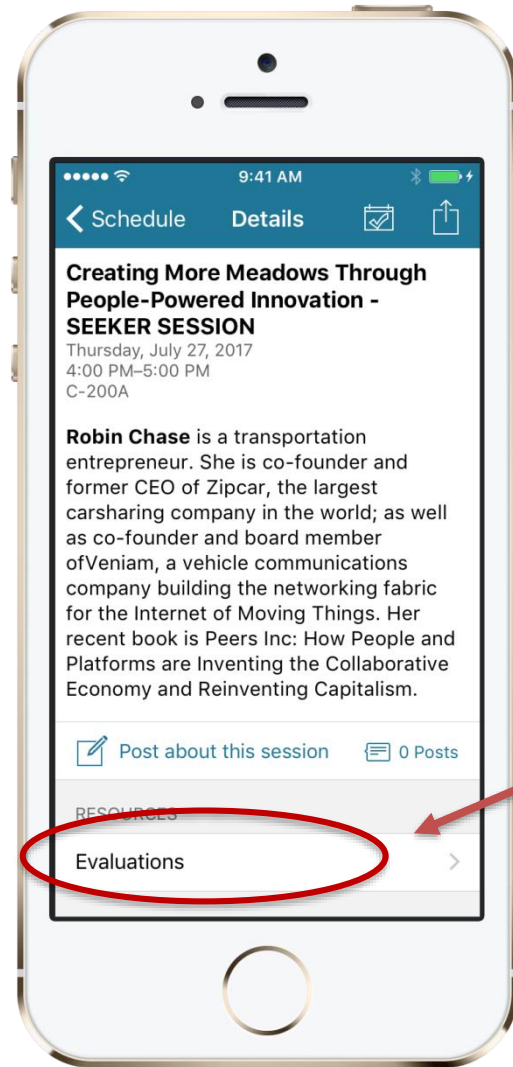 9:41 AM
Schedule Details
Creating More Meadows Through
People-Powered Innovation -
SEEKER SESSION
Thursday, July 27, 2017
4:00 PM–5:00 PM
C-200A
Robin Chase is a transportation
entrepreneur. She is co-founder and
former CEO of Zipcar, the largest
carsharing company in the world; as well
as co-founder and board member
ofVeniam, a vehicle communications
company building the networking fabric
for the Internet of Moving Things. Her
recent book is Peers Inc: How People and
Platforms are Inventing the Collaborative
Economy and Reinventing Capitalism.
Post about this session 0 Posts
RESOURCES
Evaluations